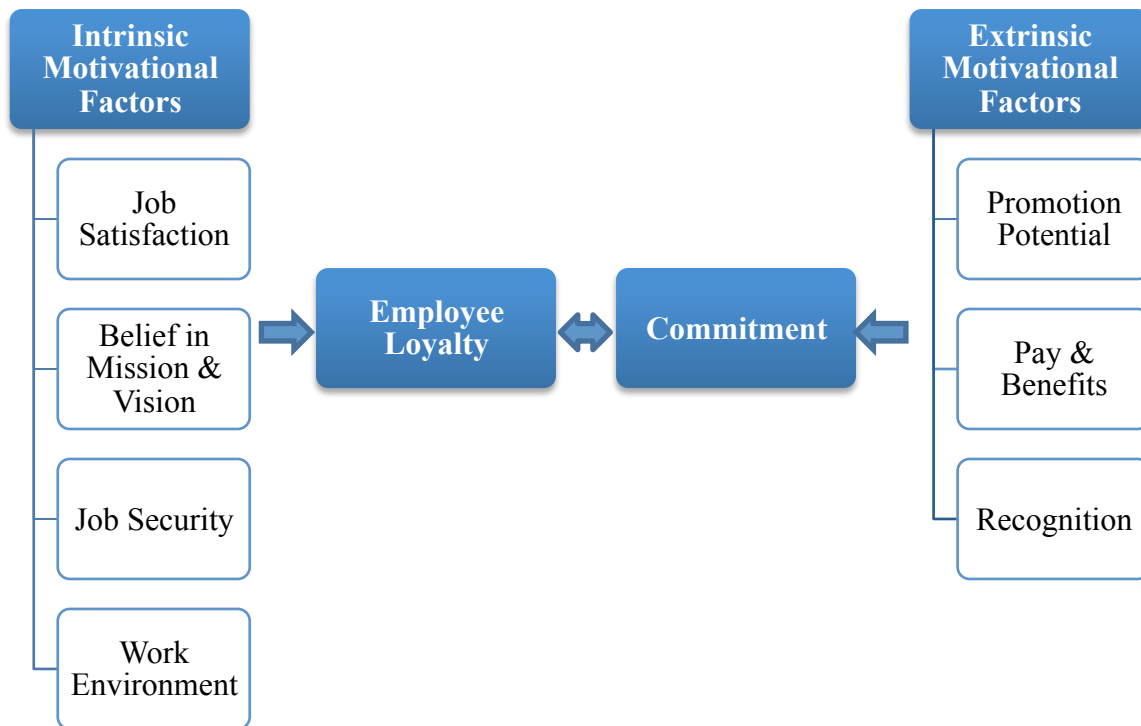 Intrinsic
Motivational
Factors
Job
Satisfaction
Belief in
Mission &
Vision
Job Security
Work
Environment
Employee
Loyalty
Commitment
Extrinsic
Motivational
Factors
Promotion
Potential
Pay &
Benefits
Recognition